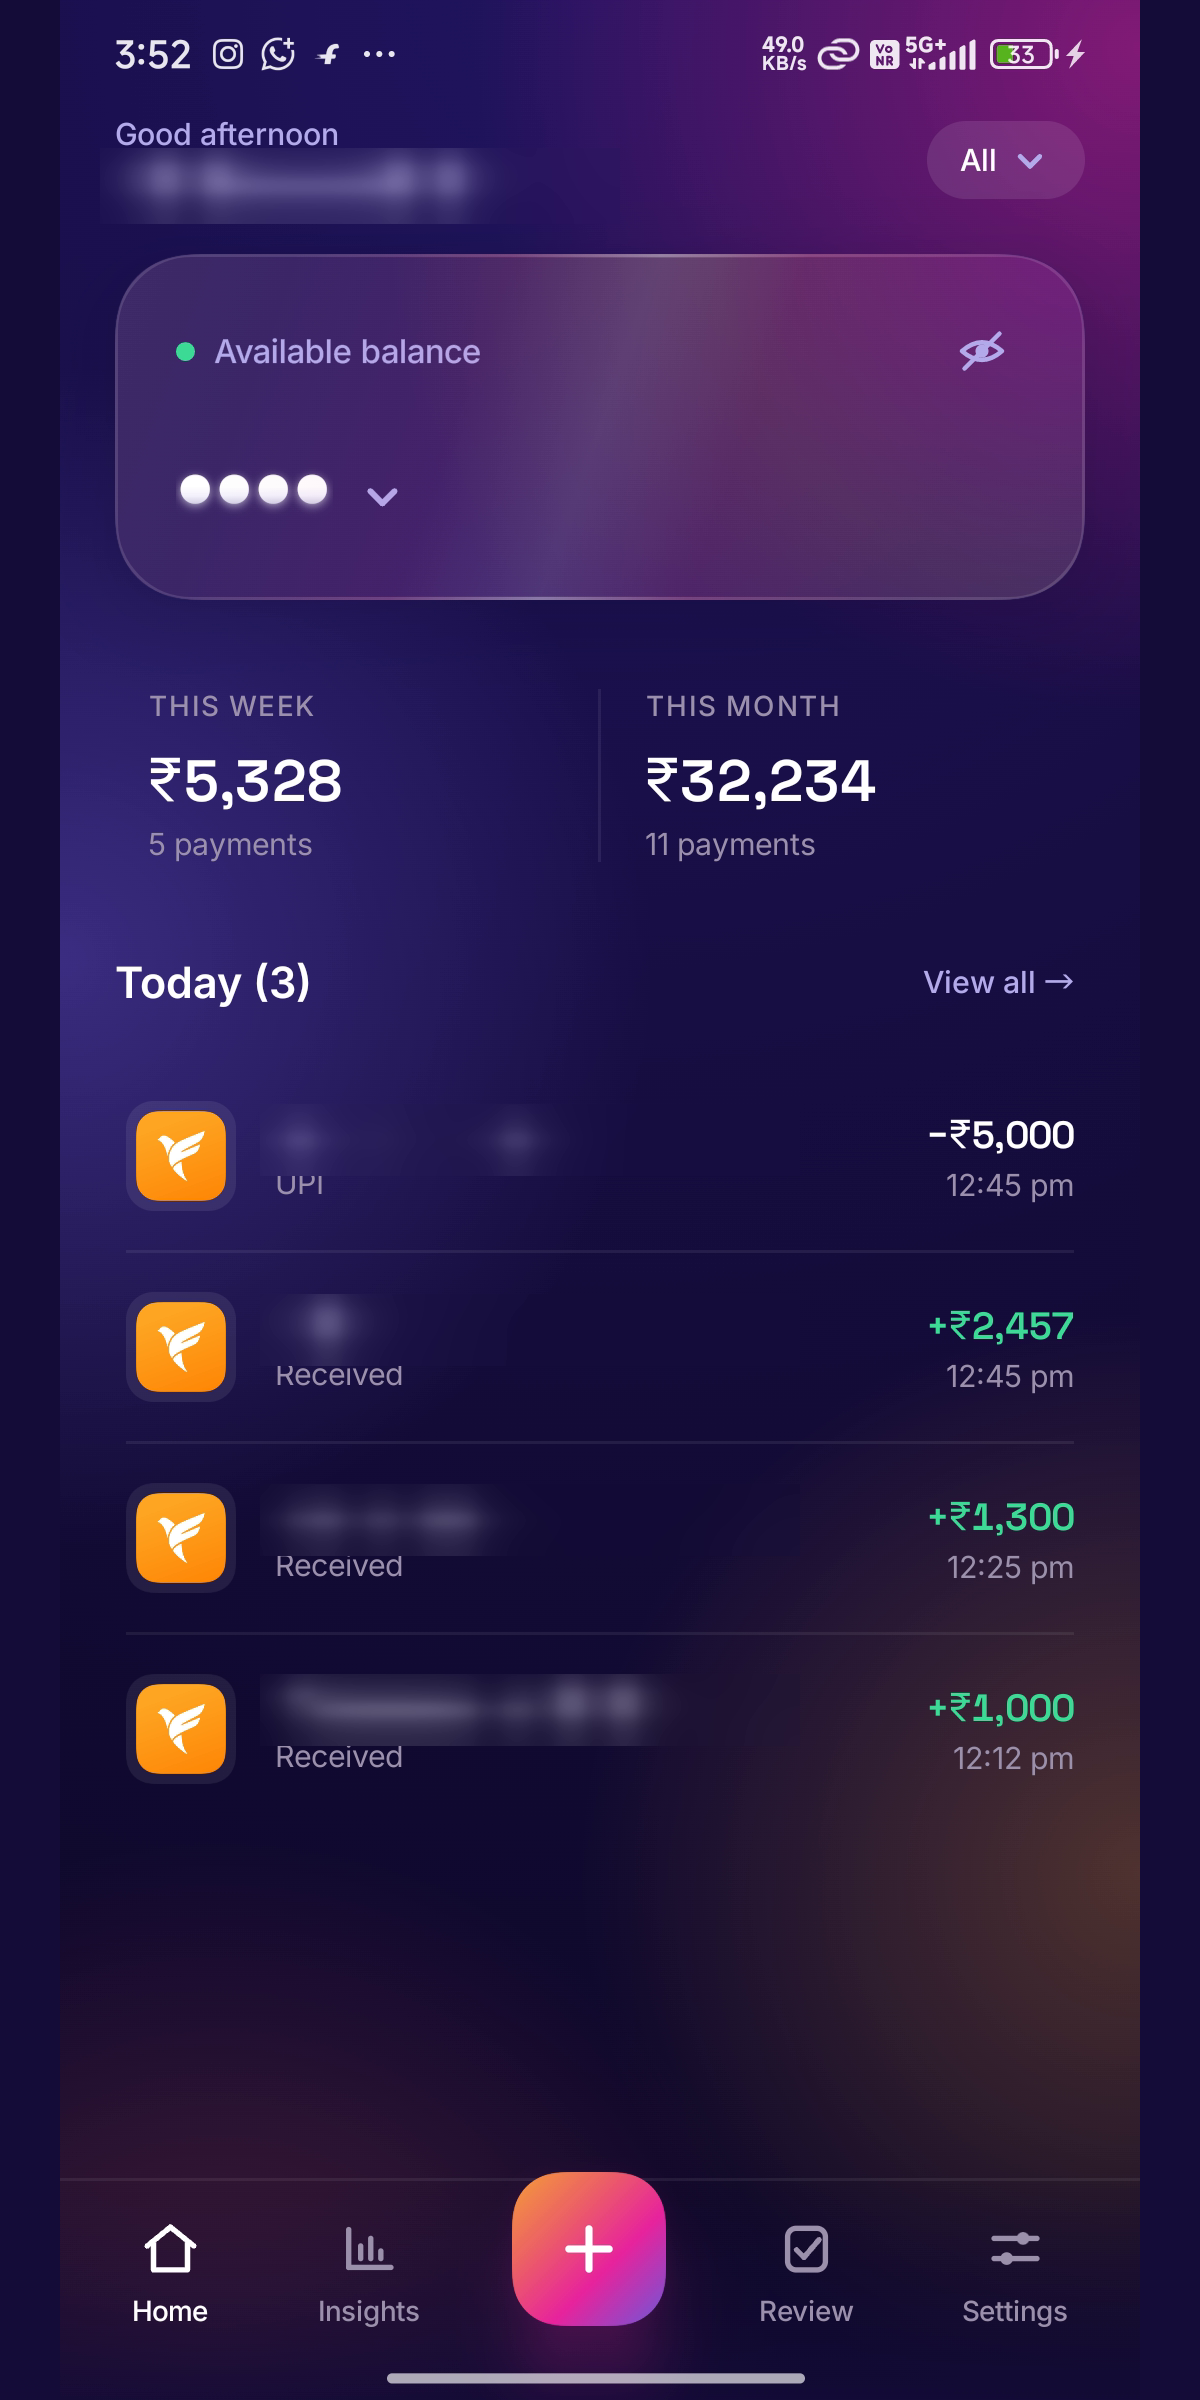 3:52
49.0
KB/s
Vo
NR
5G+
33
Good afternoon
All
Available balance
THIS WEEK
THIS MONTH
₹5,328
₹32,234
5 payments
11 payments
Today (3)
View all →
−₹5,000
UPI
12:45 pm
+₹2,457
Received
12:45 pm
+₹1,300
Received
12:25 pm
+₹1,000
Received
12:12 pm
Home
Insights
Review
Settings